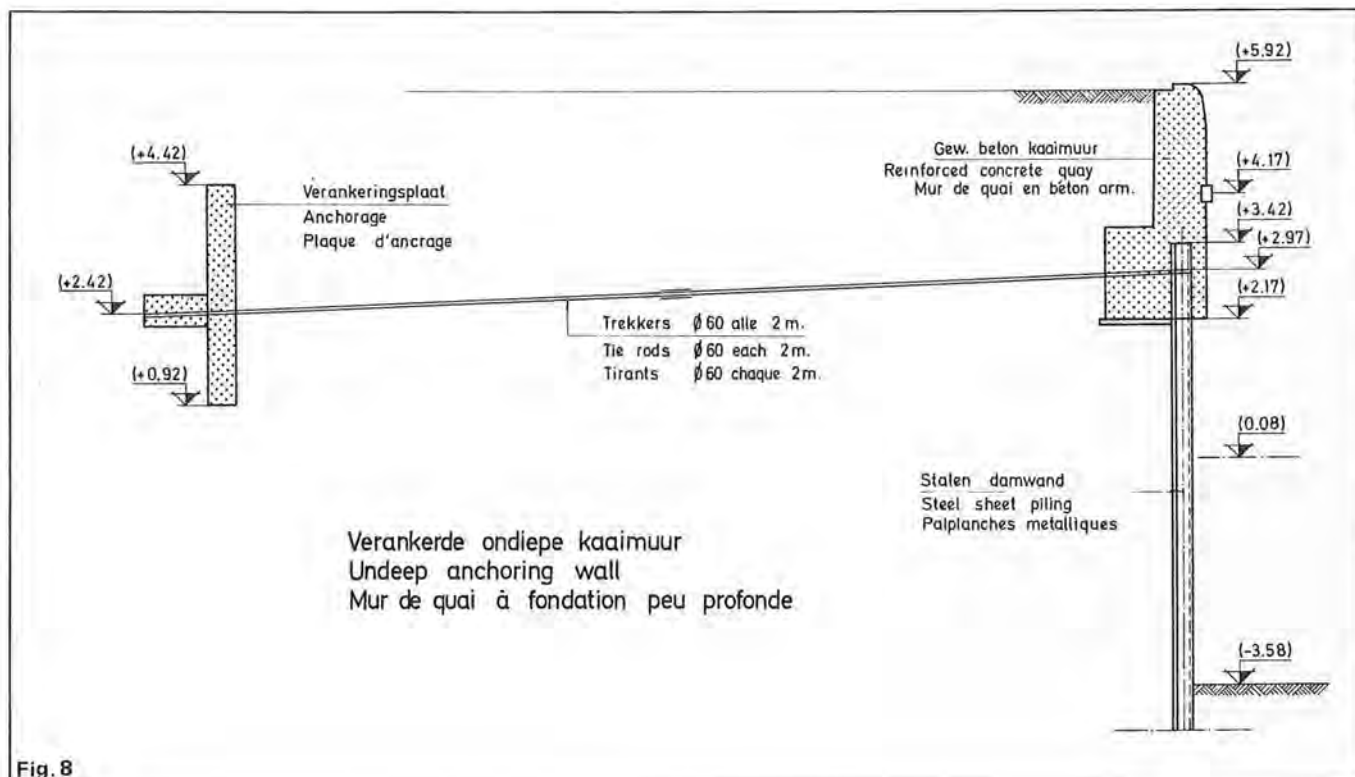 (+5.92)
(+4.42)
Verankeringsplaat
Anchorage
Plaque d'ancrage
Gew. beton kaaimuur
Reinforced concrete quay
Mur de quai en béton arm.
(+4.17)
(+3.42)
(+2.97)
(+2.42)
(+2.17)
Trekkers Ø60 alle 2 m.
Tie rods Ø60 each 2m.
Tirants Ø60 chaque 2m.
(+0.92)
(0.08)
Stalen damwand
Steel sheet piling
Palplanches metalliques
Verankerde ondiepe kaaimuur
Undeep anchoring wall
Mur de quai à fondation peu profonde
(-3.58)
Fig. 8